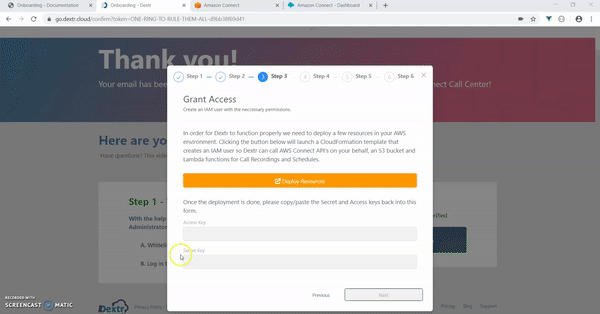 Onboarding - Documentation
Onboarding - Dextr
Amazon Connect
Amazon Connect - Dashboard
go.dextr.cloud/confirm?token=ONE-RING-TO-RULE-THEM-ALL-d9bb38f69d41
Thank you!
Your email has bee
nect Call Center!
Step 1
Step 2
3
Step 3
4
Step 4
5
Step 5
6
Step 6
Grant Access
Create an IAM user with the neccissary permissions.
In order for Dextr to function properly we need to deploy a few resources in your AWS
environment. Clicking the button below will launch a CloudFormation template that
creates an IAM user so Dextr can call AWS Connect API's on your behalf, an S3 bucket and
Lambda functions for Call Recordings and Schedules.
Deploy Resources
Once the deployment is done, please copy/paste the Secret and Access keys back into this
form.
Access Key
Secret Key
Previous
Next
Here are yo
Have questions? This
Step 1 -
With the help
Administrator
A. Whiteli
B. Log in t
erified
Dextr
Privacy Policy
Pricing
Blog
Support
RECORDED WITH
SCREENCAST MATIC